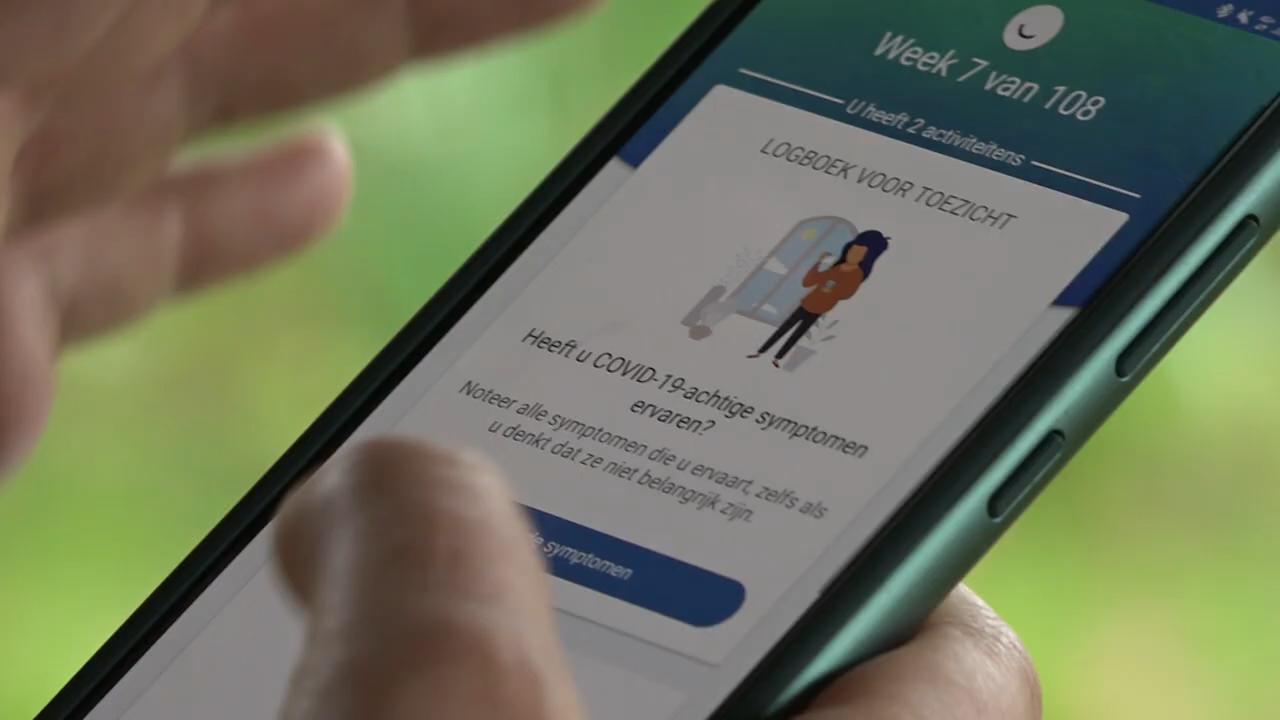 Week 7 van 108
U heeft 2 activiteitens
LOGBOEK VOOR TOEZICHT
Heeft u COVID-19-achtige symptomen
ervaren?
Noteer alle symptomen die u ervaart, zelfs als
u denkt dat ze niet belangrijk zijn.
symptomen